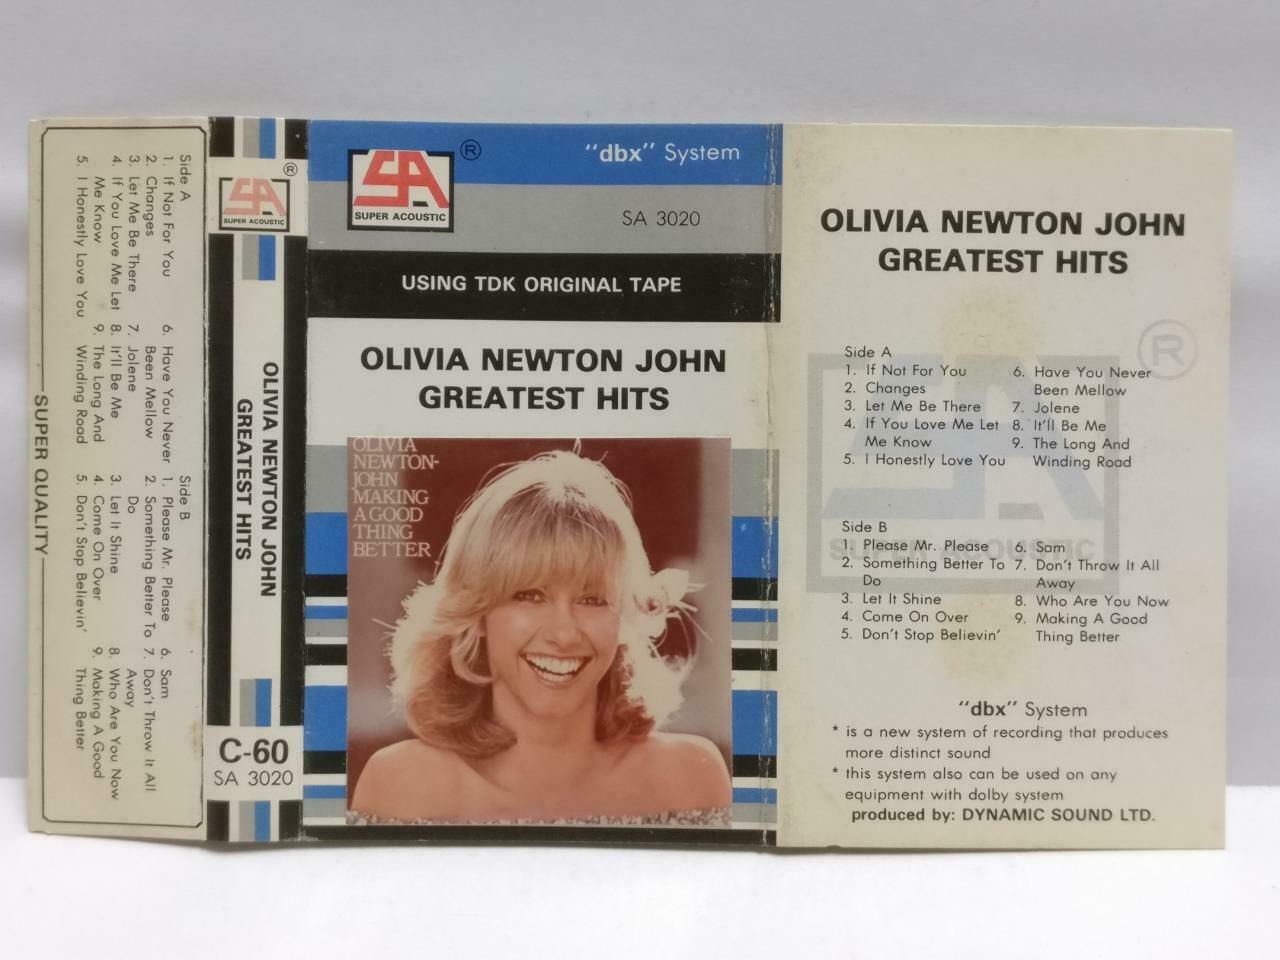 Side A
1. If Not For You
2. Changes
3. Let Me Be There
4. If You Love Me Let
Me Know
5. I Honestly Love You
6. Have You Never
Been Mellow
7. Jolene
8. It'll Be Me
9. The Long And
Winding Road
Side B
1. Please Mr. Please
2. Something Better To
Do
3. Let It Shine
4. Come On Over
5. Don't Stop Believin'
6. Sam
7. Don't Throw It All
Away
8. Who Are You Now
9. Making A Good
Thing Better
SUPER QUALITY
SA ®
SUPER ACOUSTIC
OLIVIA NEWTON JOHN
GREATEST HITS
C-60
SA 3020
SA ®
SUPER ACOUSTIC
"dbx" System
SA 3020
USING TDK ORIGINAL TAPE
OLIVIA NEWTON JOHN
GREATEST HITS
OLIVIA
NEWTON-
JOHN
MAKING
A GOOD
THING
BETTER
OLIVIA NEWTON JOHN
GREATEST HITS
SA ®
SUPER ACOUSTIC
Side A
1. If Not For You
2. Changes
3. Let Me Be There
4. If You Love Me Let
Me Know
5. I Honestly Love You
6. Have You Never
Been Mellow
7. Jolene
8. It'll Be Me
9. The Long And
Winding Road
Side B
1. Please Mr. Please
2. Something Better To
Do
3. Let It Shine
4. Come On Over
5. Don't Stop Believin'
6. Sam
7. Don't Throw It All
Away
8. Who Are You Now
9. Making A Good
Thing Better
"dbx" System
* is a new system of recording that produces
more distinct sound
* this system also can be used on any
equipment with dolby system
produced by: DYNAMIC SOUND LTD.